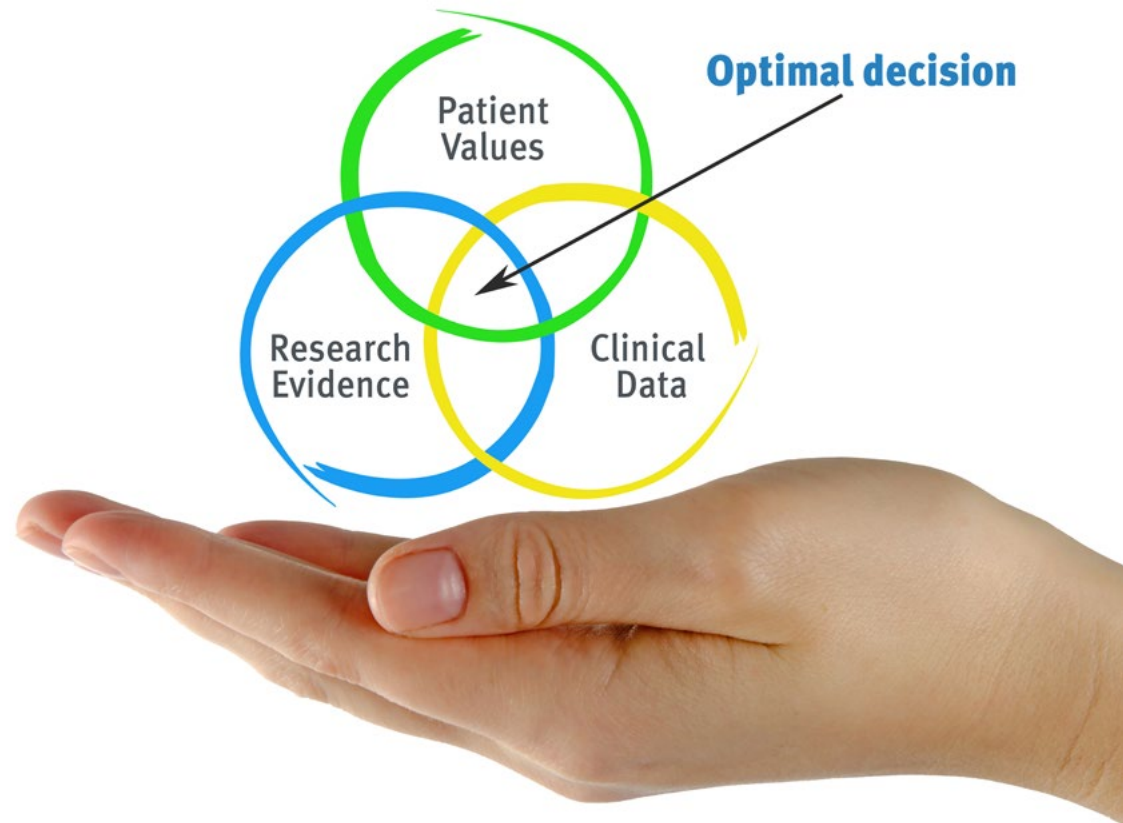 Optimal decision
Patient
Values
Research
Evidence
Clinical
Data